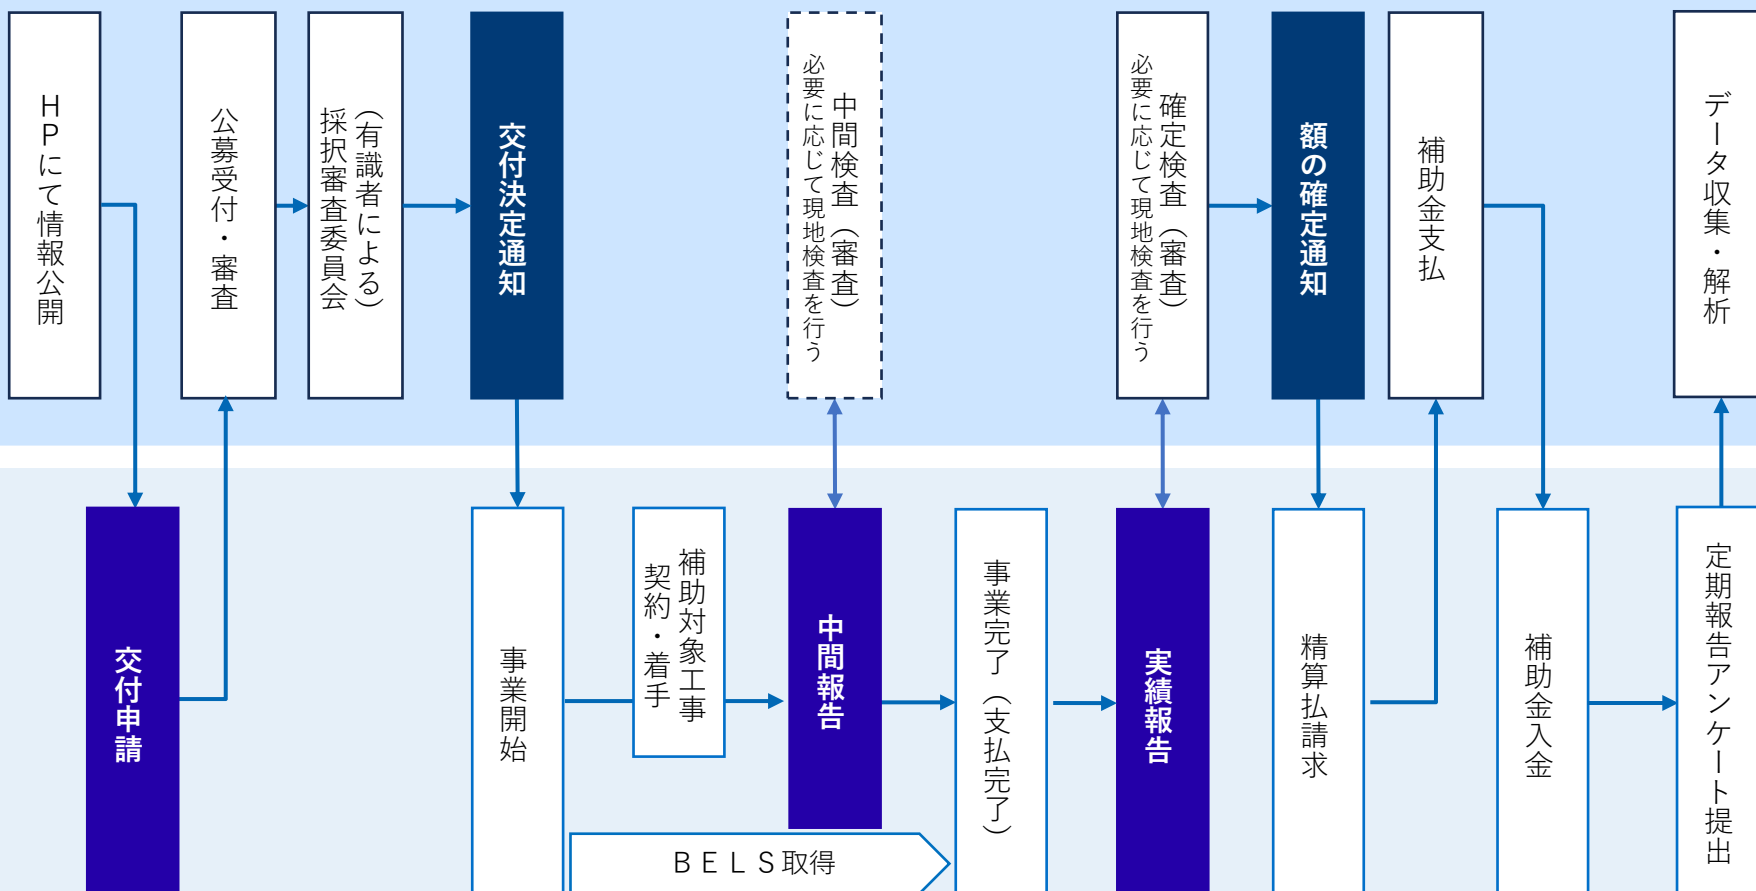 HPにて情報公開
公募受付・審査
(有識者による)
採択審査委員会
交付決定通知
中間検査(審査)
必要に応じて現地検査を行う
確定検査(審査)
必要に応じて現地検査を行う
額の確定通知
補助金支払
データ収集・解析
交付申請
事業開始
補助対象工事
契約・着手
中間報告
事業完了(支払完了)
実績報告
精算払請求
補助金入金
定期報告アンケート提出
BELS取得